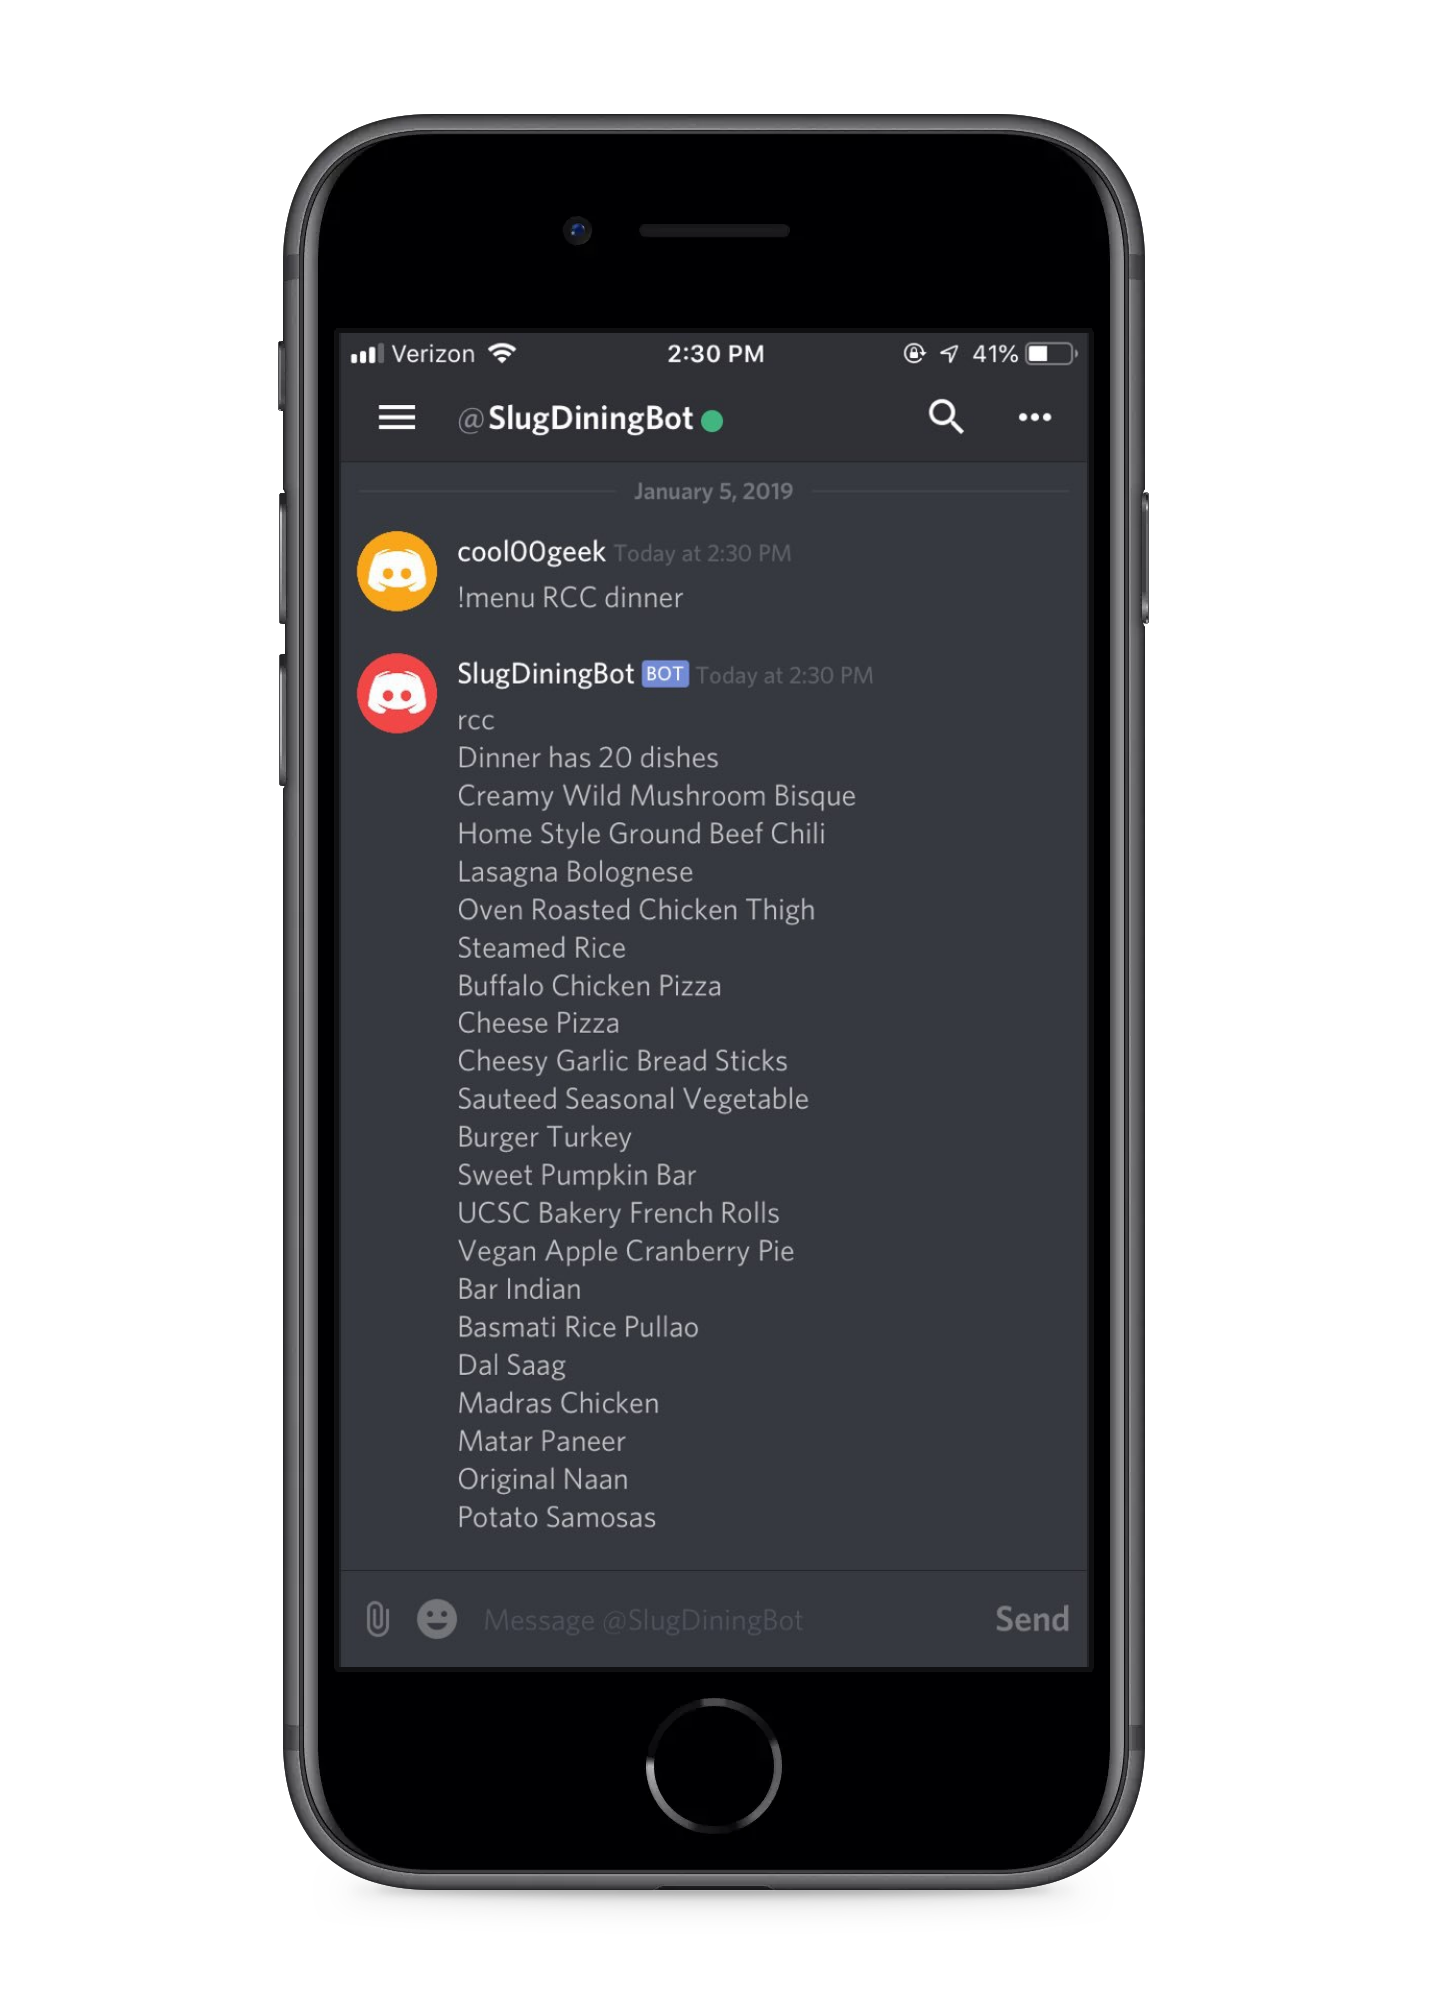 Verizon 2:30 PM 41%
@SlugDiningBot
January 5, 2019
cool00geek Today at 2:30 PM
!menu RCC dinner
SlugDiningBot BOT Today at 2:30 PM
rcc
Dinner has 20 dishes
Creamy Wild Mushroom Bisque
Home Style Ground Beef Chili
Lasagna Bolognese
Oven Roasted Chicken Thigh
Steamed Rice
Buffalo Chicken Pizza
Cheese Pizza
Cheesy Garlic Bread Sticks
Sauteed Seasonal Vegetable
Burger Turkey
Sweet Pumpkin Bar
UCSC Bakery French Rolls
Vegan Apple Cranberry Pie
Bar Indian
Basmati Rice Pullao
Dal Saag
Madras Chicken
Matar Paneer
Original Naan
Potato Samosas
Message @SlugDiningBot Send